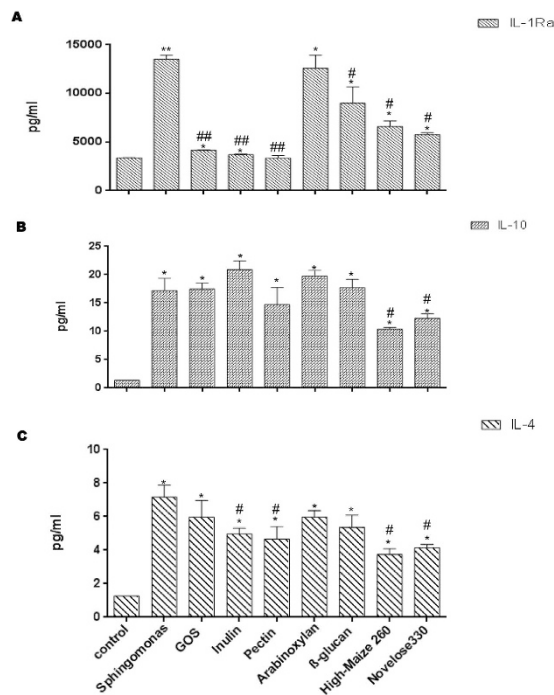 A
IL-1Ra
15000
10000
5000
0
pg/ml
** ## * ## * ## * # * # * # *
B
IL-10
25
20
15
10
5
0
pg/ml
* * * * * * # * # *
C
IL-4
10
8
6
4
2
0
pg/ml
* * # * # * * * # * # *
control
Sphingomonas
GOS
Inulin
Pectin
Arabinoxylan
ß-glucan
High-Maize 260
Novelose330